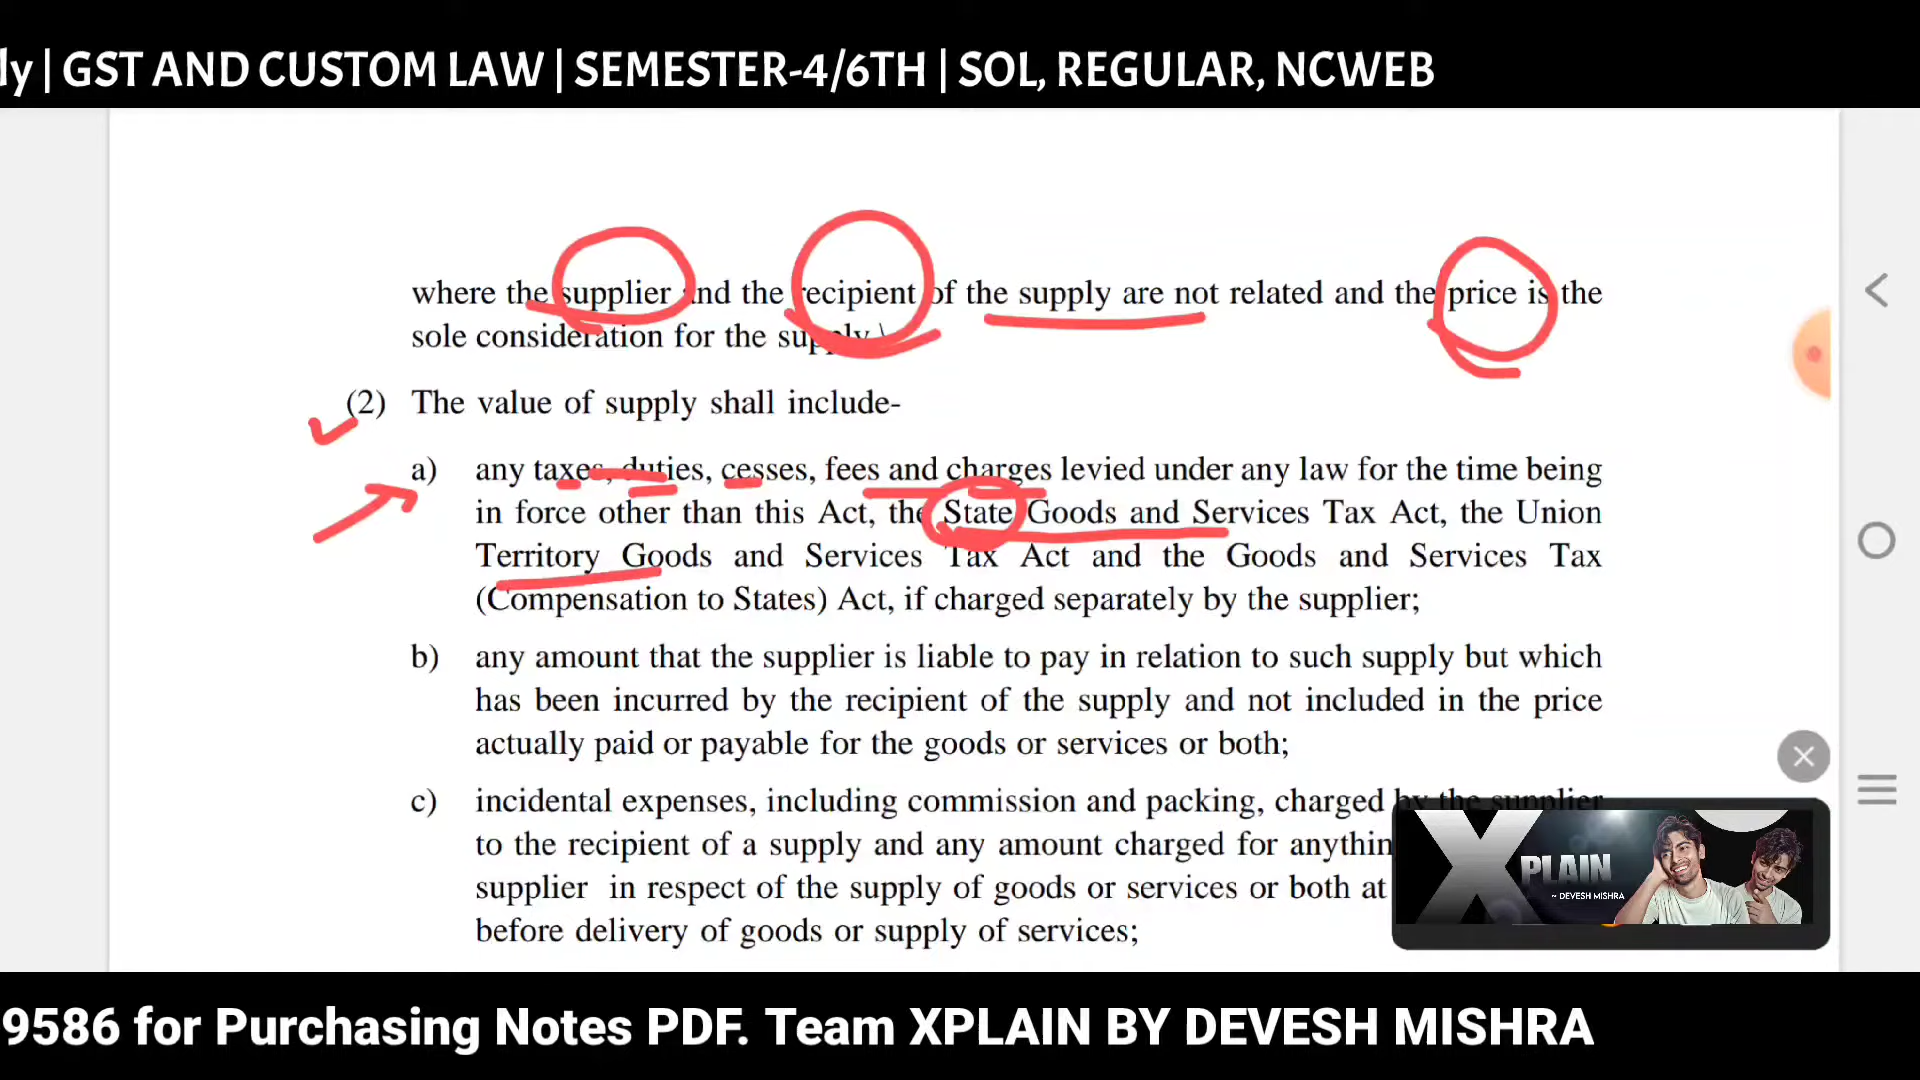 ly | GST AND CUSTOM LAW | SEMESTER-4/6TH | SOL, REGULAR, NCWEB
where the supplier and the recipient of the supply are not related and the price is the
sole consideration for the supply \
(2) The value of supply shall include-
a) any taxes, duties, cesses, fees and charges levied under any law for the time being
in force other than this Act, the State Goods and Services Tax Act, the Union
Territory Goods and Services Tax Act and the Goods and Services Tax
(Compensation to States) Act, if charged separately by the supplier;
b) any amount that the supplier is liable to pay in relation to such supply but which
has been incurred by the recipient of the supply and not included in the price
actually paid or payable for the goods or services or both;
c) incidental expenses, including commission and packing, charged by the supplier
to the recipient of a supply and any amount charged for anythin
supplier in respect of the supply of goods or services or both at
before delivery of goods or supply of services;
XPLAIN
~ DEVESH MISHRA
9586 for Purchasing Notes PDF. Team XPLAIN BY DEVESH MISHRA